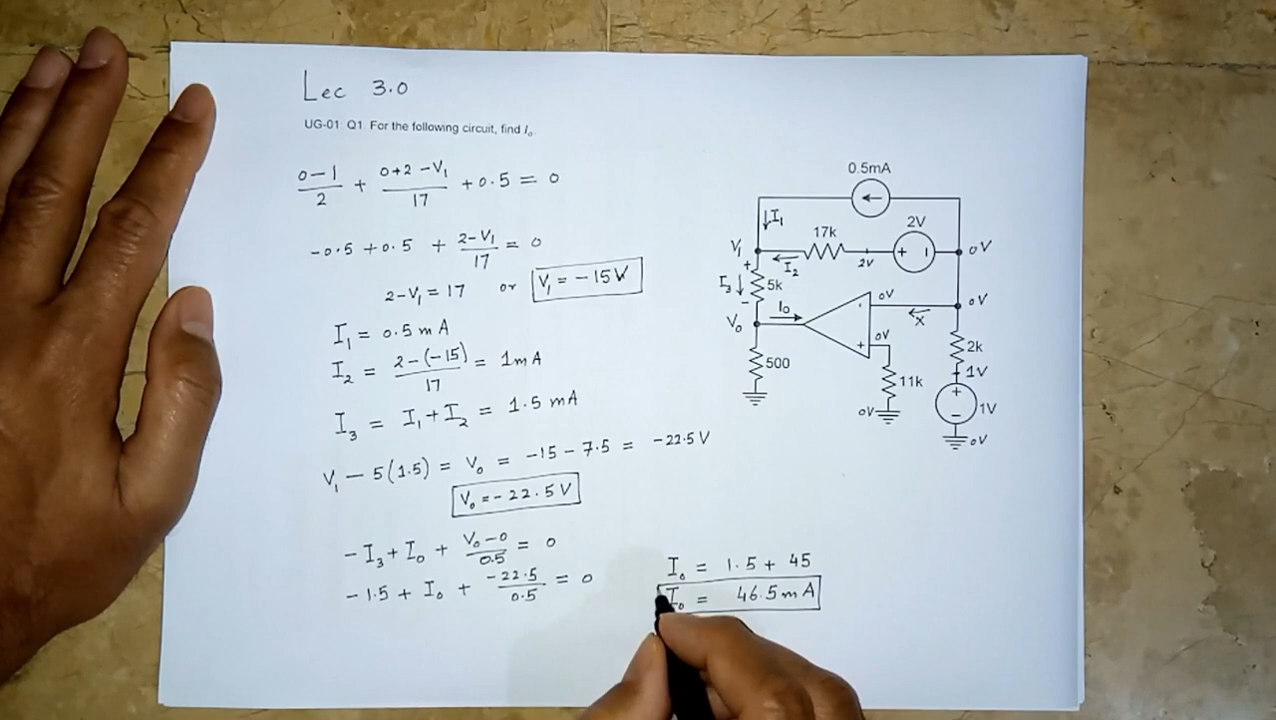 Lec 3.0
UG-01 Q1. For the following circuit, find I₀.
(0-1)/2 + (0+2-V₁)/17 + 0.5 = 0
-0.5 + 0.5 + (2-V₁)/17 = 0
2-V₁ = 17 or V₁ = -15V
I₁ = 0.5 mA
I₂ = (2-(-15))/17 = 1mA
I₃ = I₁ + I₂ = 1.5 mA
V₁ - 5(1.5) = V₀ = -15 - 7.5 = -22.5 V
V₀ = -22.5 V
-I₃ + I₀ + (V₀-0)/0.5 = 0
-1.5 + I₀ + (-22.5)/0.5 = 0
I₀ = 1.5 + 45
I₀ = 46.5 mA
0.5mA
↓I₁
2V
17k
V₁
+
I₂
2V
+ -
0V
I₃↓
5k
-
I₀
0V
-
0V
V₀
X
0V
+
500
2k
11k
+1V
+
-
1V
0V
0V